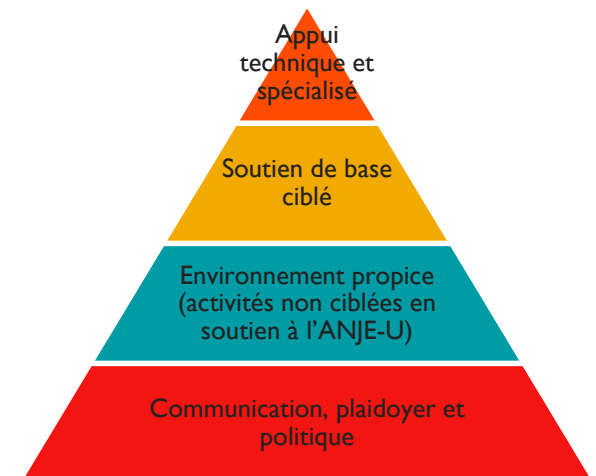 Appui
technique et
spécialisé
Soutien de base
ciblé
Environnement propice
(activités non ciblées en
soutien à l’ANJE-U)
Communication, plaidoyer et
politique